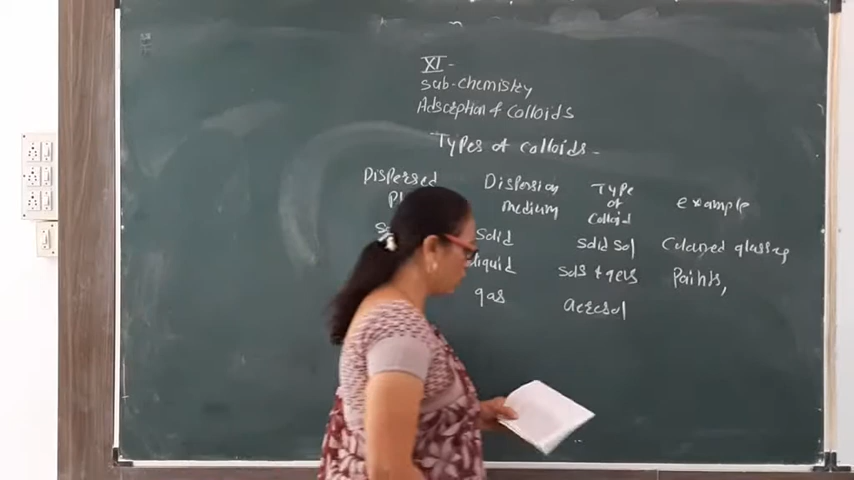 XI -
Sub-Chemistry
Adsorption of Colloids
Types of Colloids -
Dispersed Dispersion Type of Colloid example
medium
Solid Solid Sol Coloured glasses
liquid Sols + gels Paints,
gas Aerosol